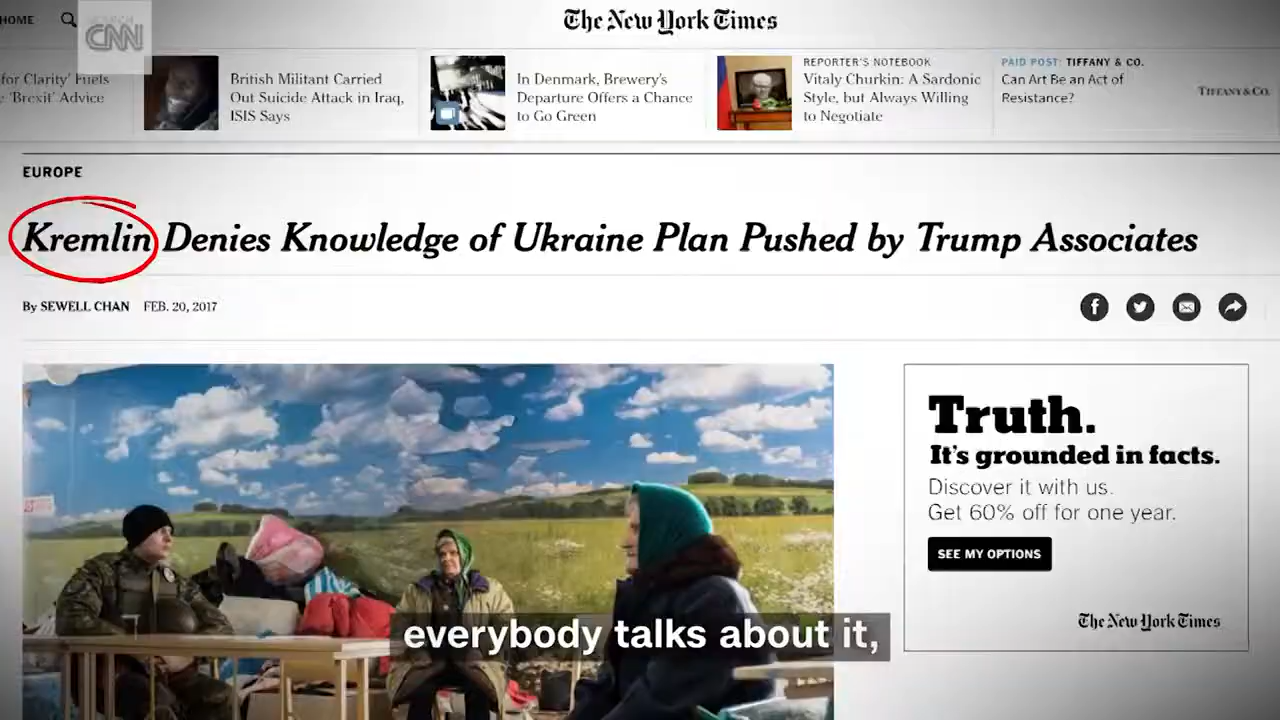 HOME
CNN
The New York Times
for Clarity' Fuels
'Brexit' Advice
British Militant Carried
Out Suicide Attack in Iraq,
ISIS Says
In Denmark, Brewery's
Departure Offers a Chance
to Go Green
REPORTER'S NOTEBOOK
Vitaly Churkin: A Sardonic
Style, but Always Willing
to Negotiate
PAID POST: TIFFANY & CO.
Can Art Be an Act of
Resistance?
TIFFANY & CO.
EUROPE
Kremlin Denies Knowledge of Ukraine Plan Pushed by Trump Associates
By SEWELL CHAN FEB. 20, 2017
Truth.
It's grounded in facts.
Discover it with us.
Get 60% off for one year.
SEE MY OPTIONS
The New York Times
everybody talks about it,